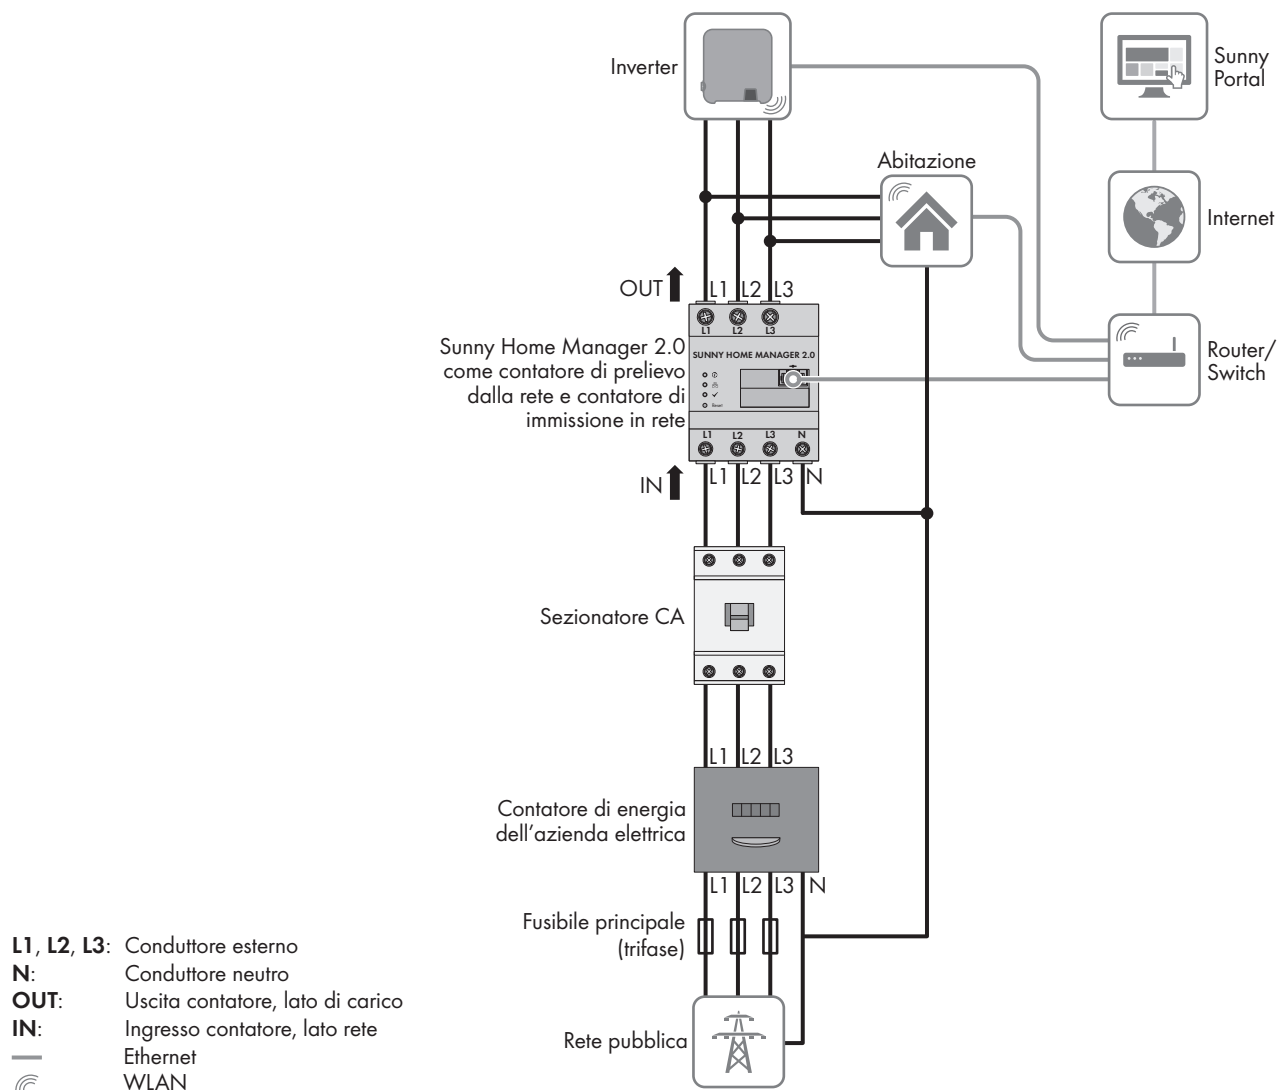 Inverter
Sunny
Portal
Abitazione
Internet
OUT
L1 L2 L3
L1 L2 L3
Sunny Home Manager 2.0
come contatore di prelievo
dalla rete e contatore di
immissione in rete
SUNNY HOME MANAGER 2.0
Reset
Router/
Switch
L1 L2 L3 N
IN
L1 L2 L3 N
Sezionatore CA
L1 L2 L3
Contatore di energia
dell'azienda elettrica
L1 L2 L3 N
Fusibile principale
(trifase)
Rete pubblica
L1, L2, L3: Conduttore esterno
N: Conduttore neutro
OUT: Uscita contatore, lato di carico
IN: Ingresso contatore, lato rete
Ethernet
WLAN